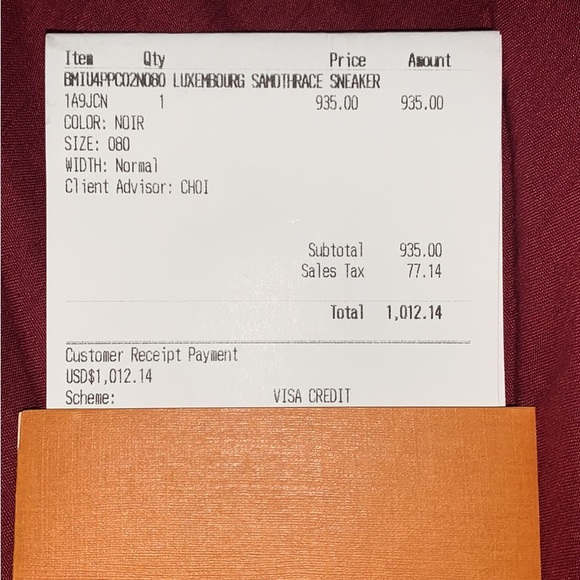 Item Qty Price Amount
BMIU4PPC02N080 LUXEMBOURG SAMOTHRACE SNEAKER
1A9JCN 1 935.00 935.00
COLOR: NOIR
SIZE: 080
WIDTH: Normal
Client Advisor: CHOI
Subtotal 935.00
Sales Tax 77.14
Total 1,012.14
Customer Receipt Payment
USD$1,012.14
Scheme: VISA CREDIT